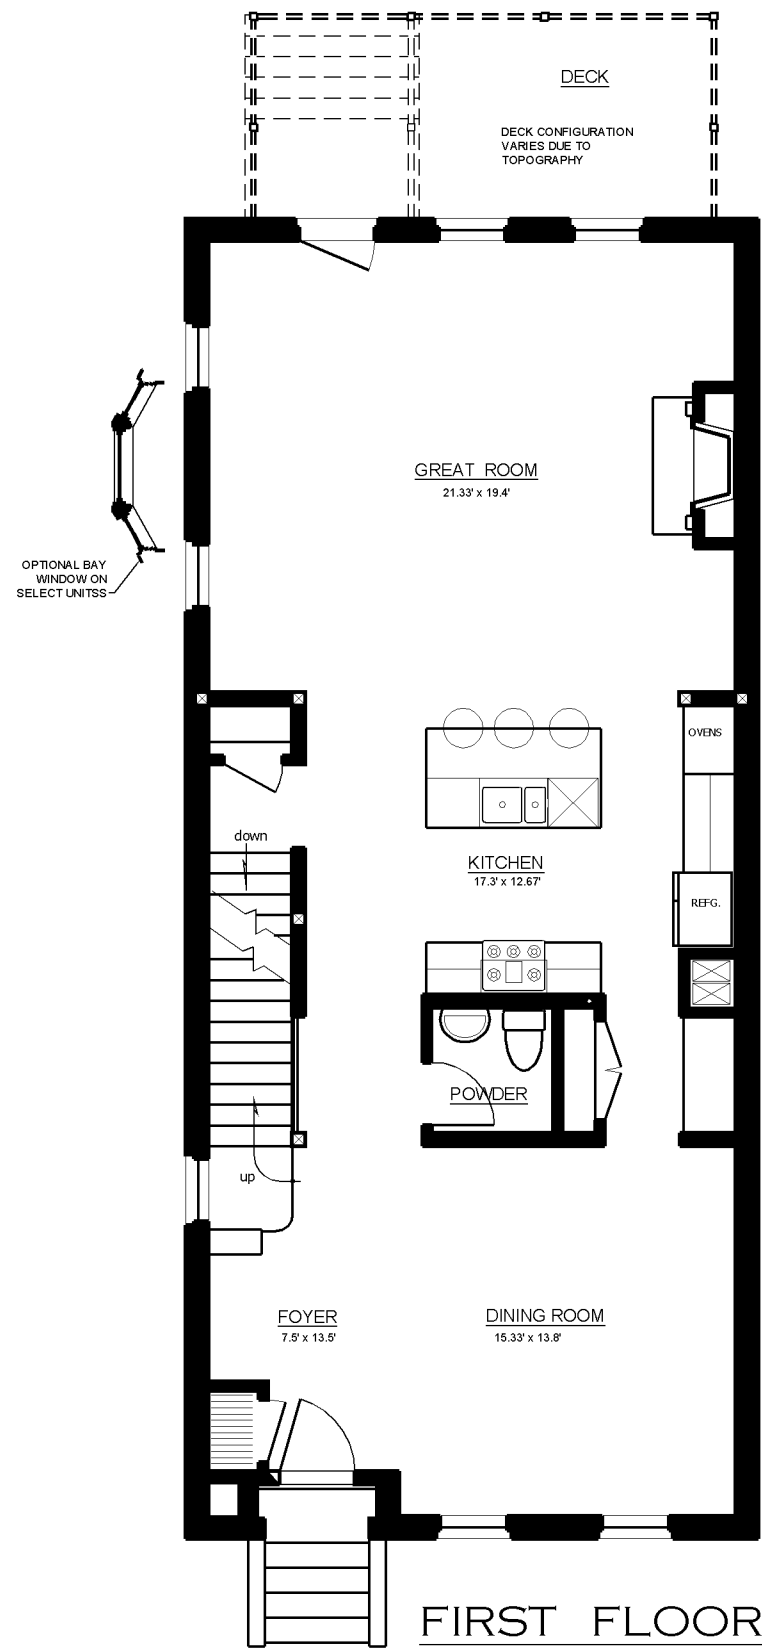 DECK
DECK CONFIGURATION
VARIES DUE TO
TOPOGRAPHY
GREAT ROOM
21.33' x 19.4'
OPTIONAL BAY
WINDOW ON
SELECT UNITSS
OVENS
down
KITCHEN
17.3' x 12.67'
REFG.
POWDER
up
FOYER
7.5' x 13.5'
DINING ROOM
15.33' x 13.8'
FIRST FLOOR